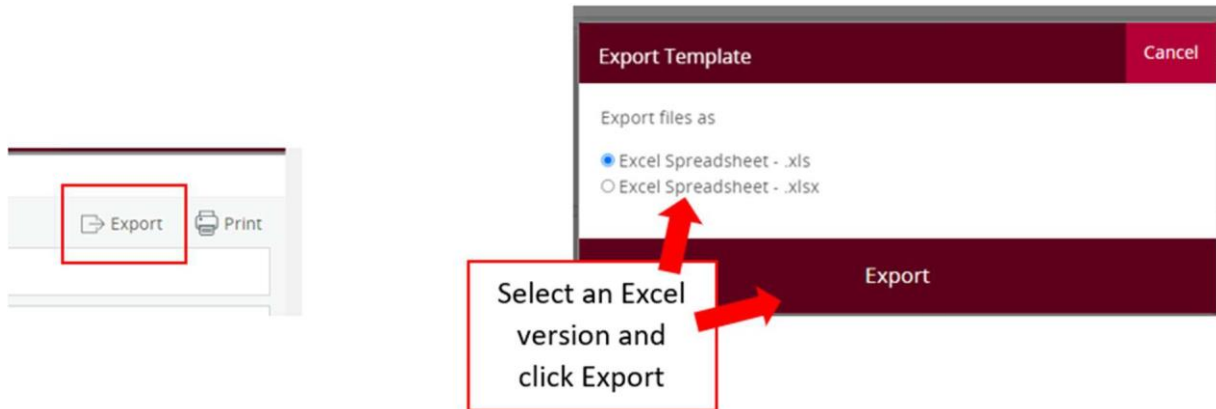 Export Print
Export Template Cancel
Export files as
Excel Spreadsheet - .xls
Excel Spreadsheet - .xlsx
Export
Select an Excel
version and
click Export